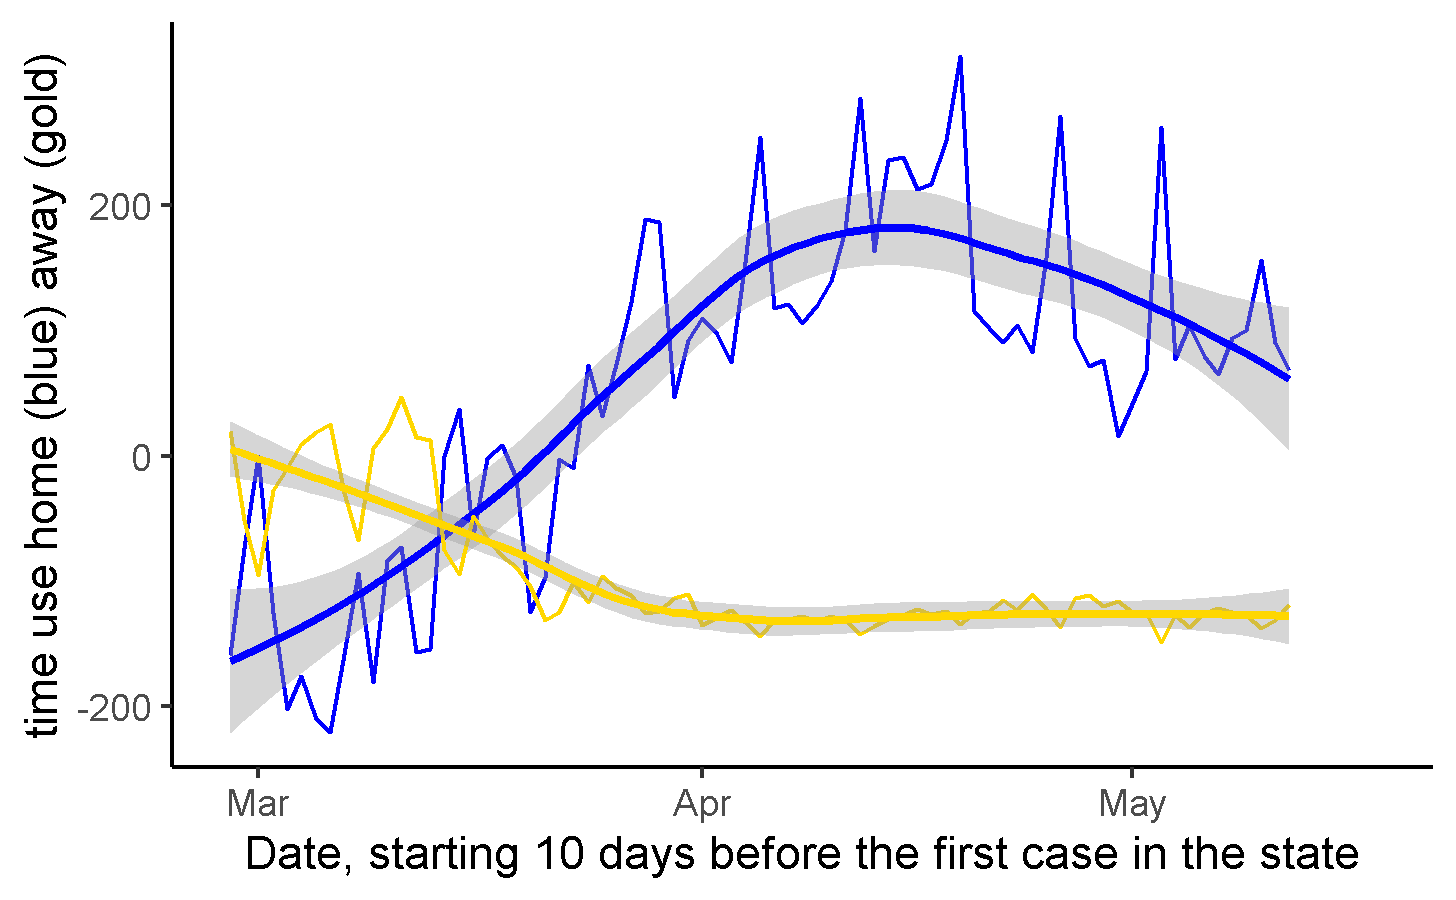 time use home (blue) away (gold)
200
0
-200
Mar
Apr
May
Date, starting 10 days before the first case in the state